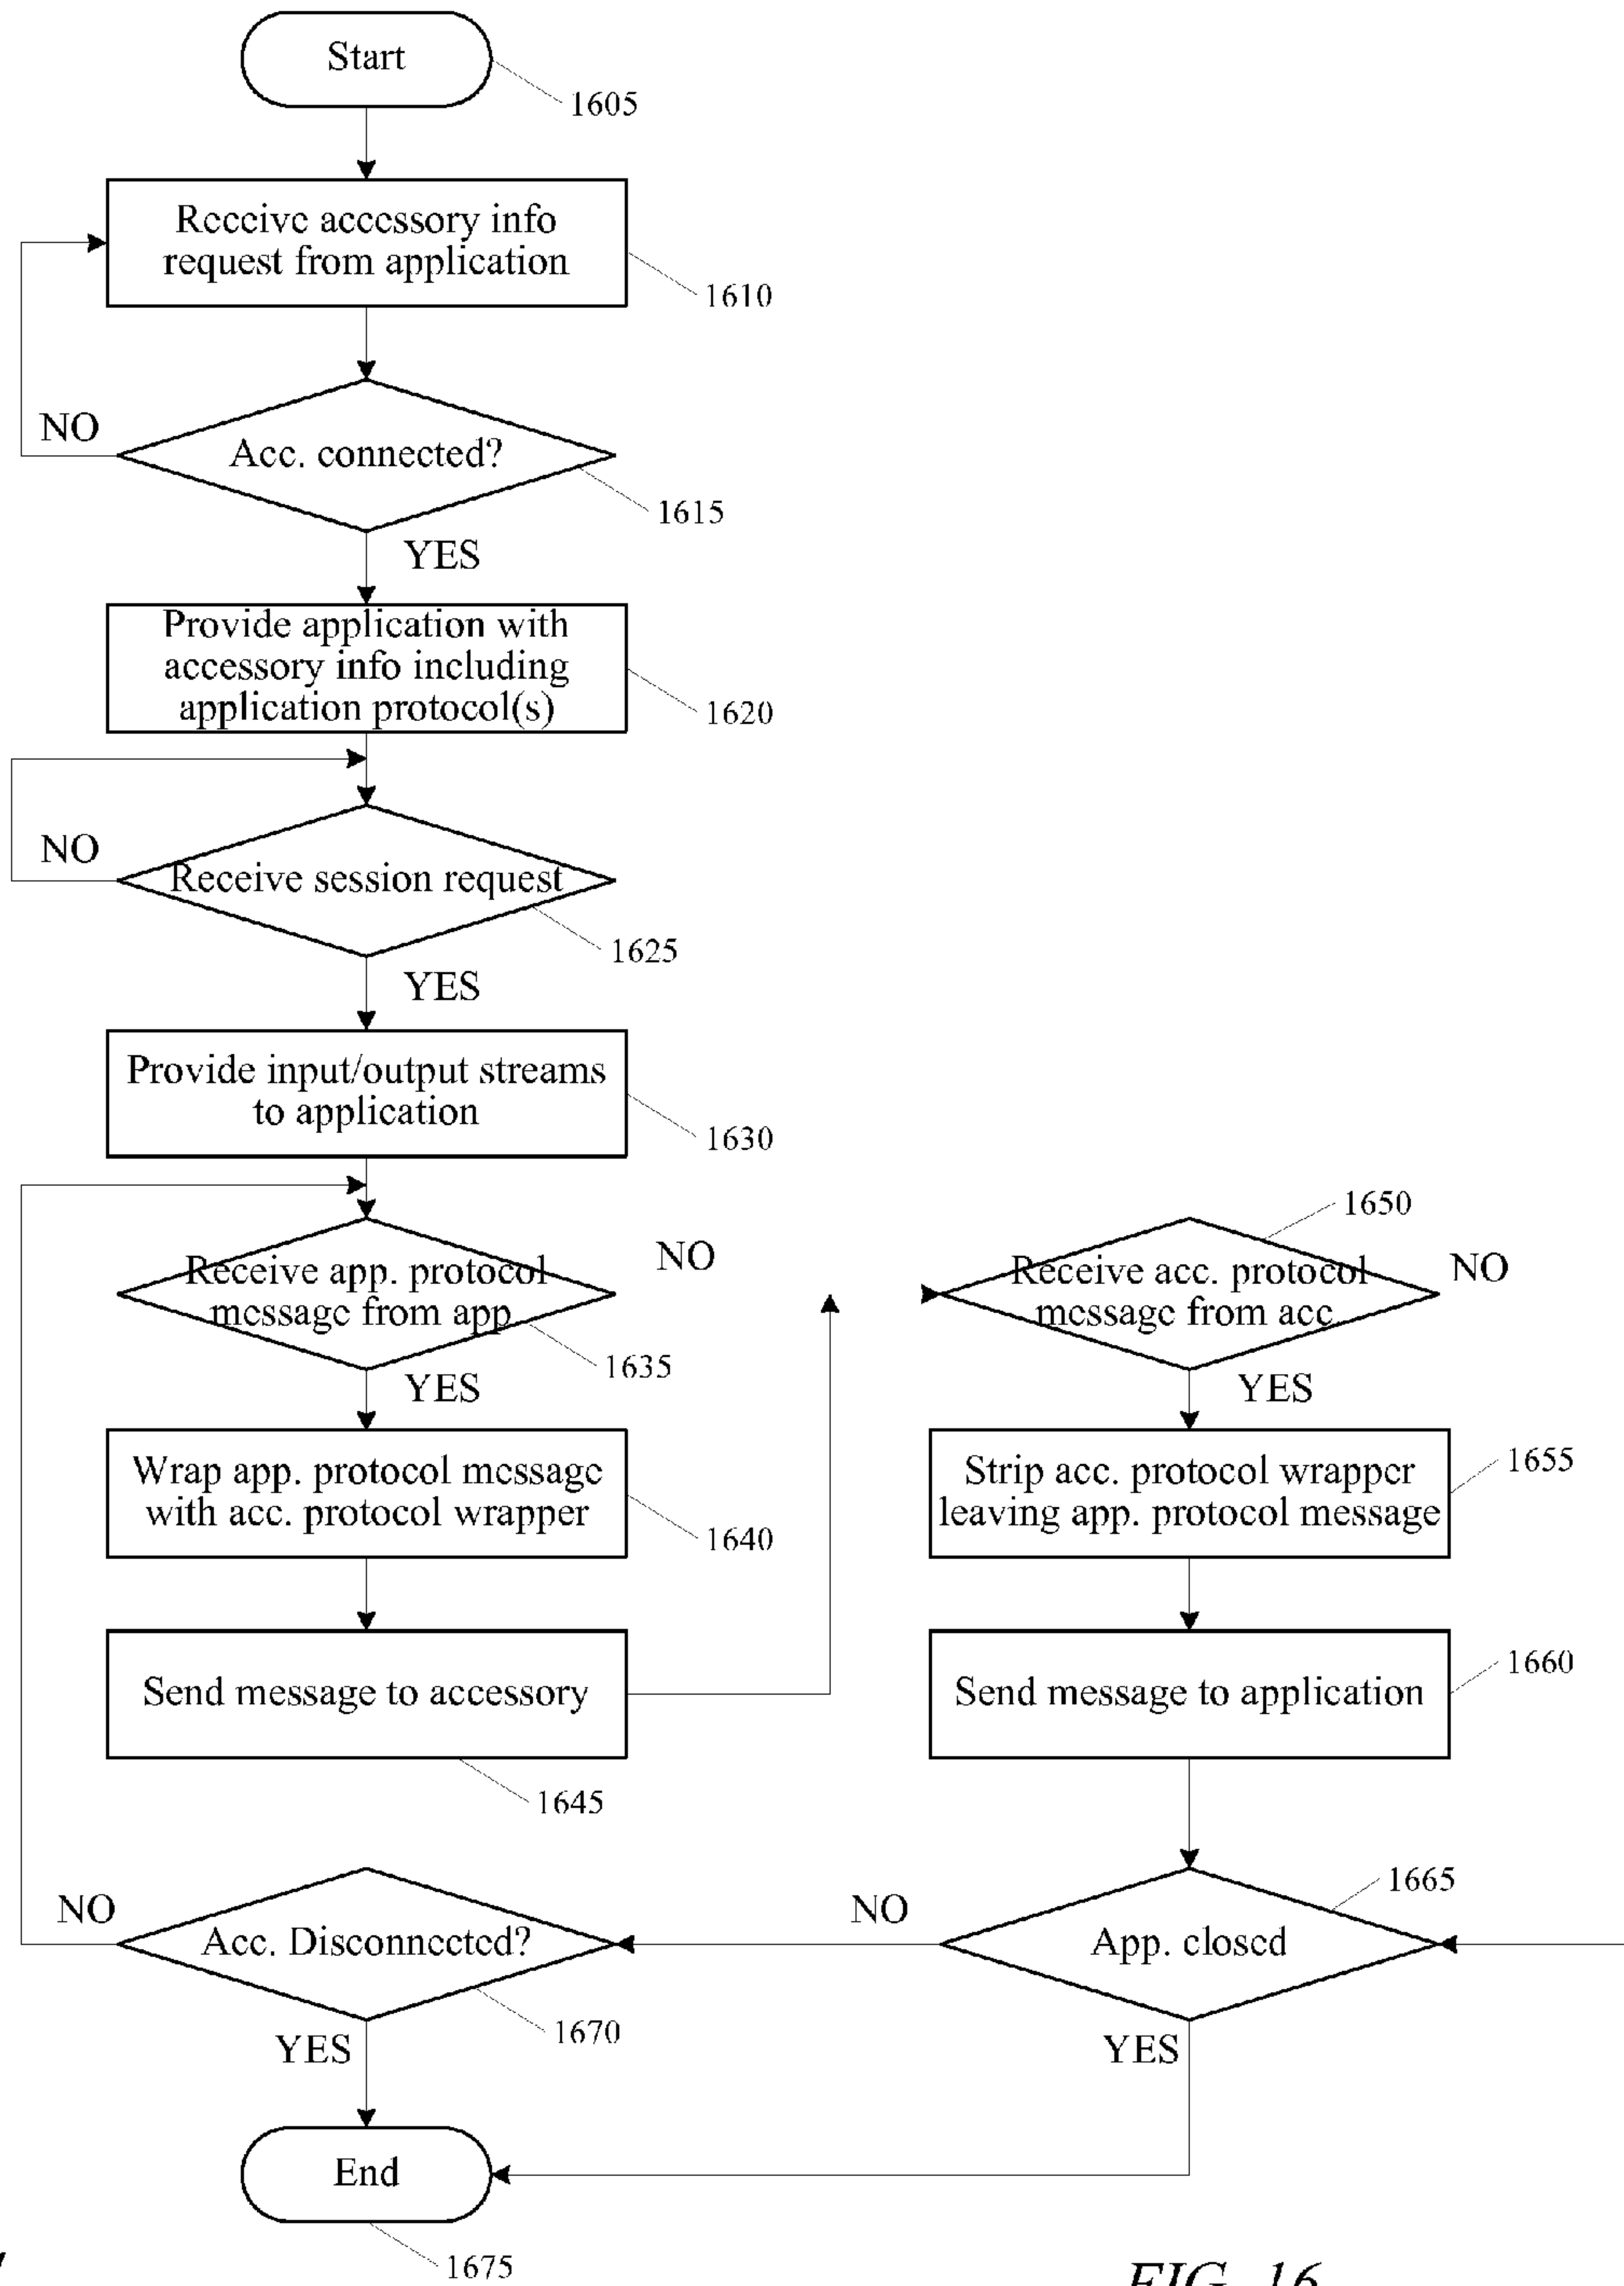 Start
1605
Receive accessory info
request from application
1610
NO
Acc. connected?
1615
YES
Provide application with
accessory info including
application protocol(s)
1620
NO
Receive session request
1625
YES
Provide input/output streams
to application
1630
Receive app. protocol
message from app.
NO
1635
YES
Wrap app. protocol message
with acc. protocol wrapper
1640
Send message to accessory
1645
1650
Receive acc. protocol
message from acc.
NO
YES
Strip acc. protocol wrapper
leaving app. protocol message
1655
Send message to application
1660
1665
App. closed
NO
YES
NO
Acc. Disconnected?
1670
YES
End
1675
FIG. 16